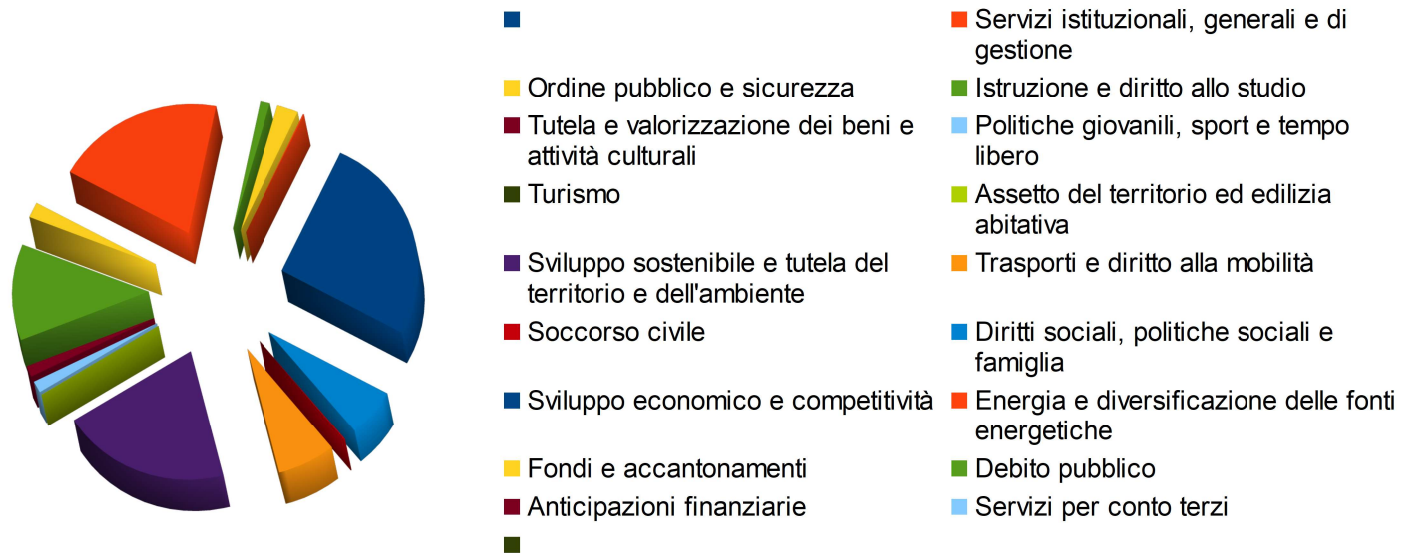 Servizi istituzionali, generali e di
gestione
Ordine pubblico e sicurezza
Istruzione e diritto allo studio
Tutela e valorizzazione dei beni e
attività culturali
Politiche giovanili, sport e tempo
libero
Turismo
Assetto del territorio ed edilizia
abitativa
Sviluppo sostenibile e tutela del
territorio e dell'ambiente
Trasporti e diritto alla mobilità
Soccorso civile
Diritti sociali, politiche sociali e
famiglia
Sviluppo economico e competitività
Energia e diversificazione delle fonti
energetiche
Fondi e accantonamenti
Debito pubblico
Anticipazioni finanziarie
Servizi per conto terzi